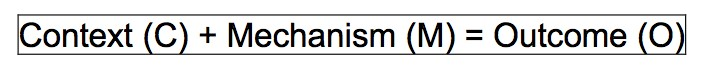 Context (C) + Mechanism (M) = Outcome (O)